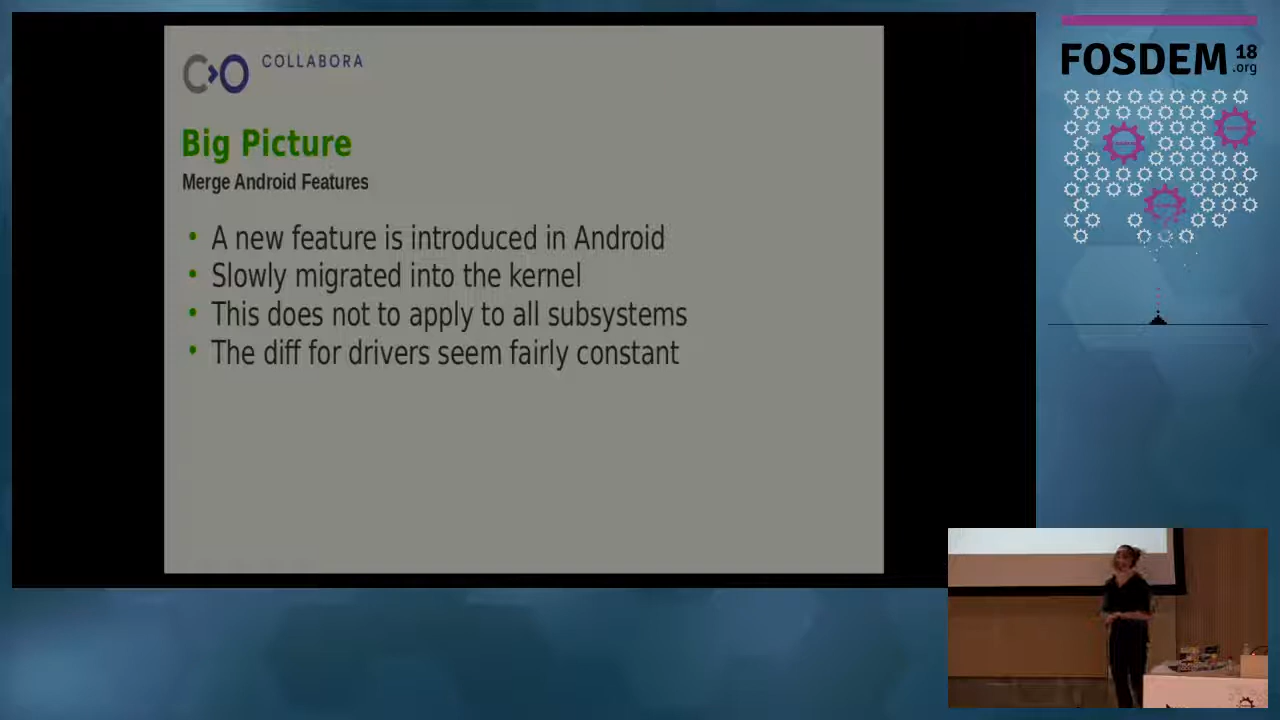 COLLABORA
Big Picture
Merge Android Features
• A new feature is introduced in Android
• Slowly migrated into the kernel
• This does not to apply to all subsystems
• The diff for drivers seem fairly constant
FOSDEM 18
.org